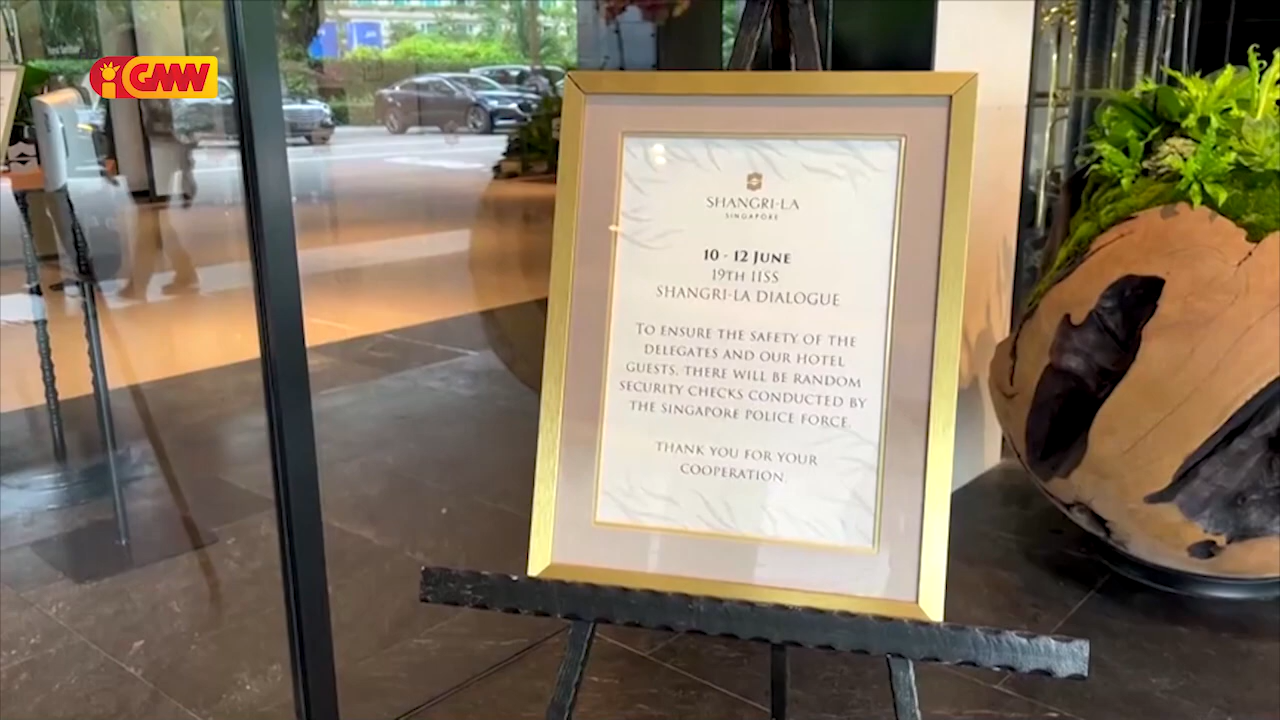 iGMW
SHANGRI-LA
SINGAPORE
10 - 12 JUNE
19TH IISS
SHANGRI-LA DIALOGUE
TO ENSURE THE SAFETY OF THE
DELEGATES AND OUR HOTEL
GUESTS, THERE WILL BE RANDOM
SECURITY CHECKS CONDUCTED BY
THE SINGAPORE POLICE FORCE.
THANK YOU FOR YOUR
COOPERATION.